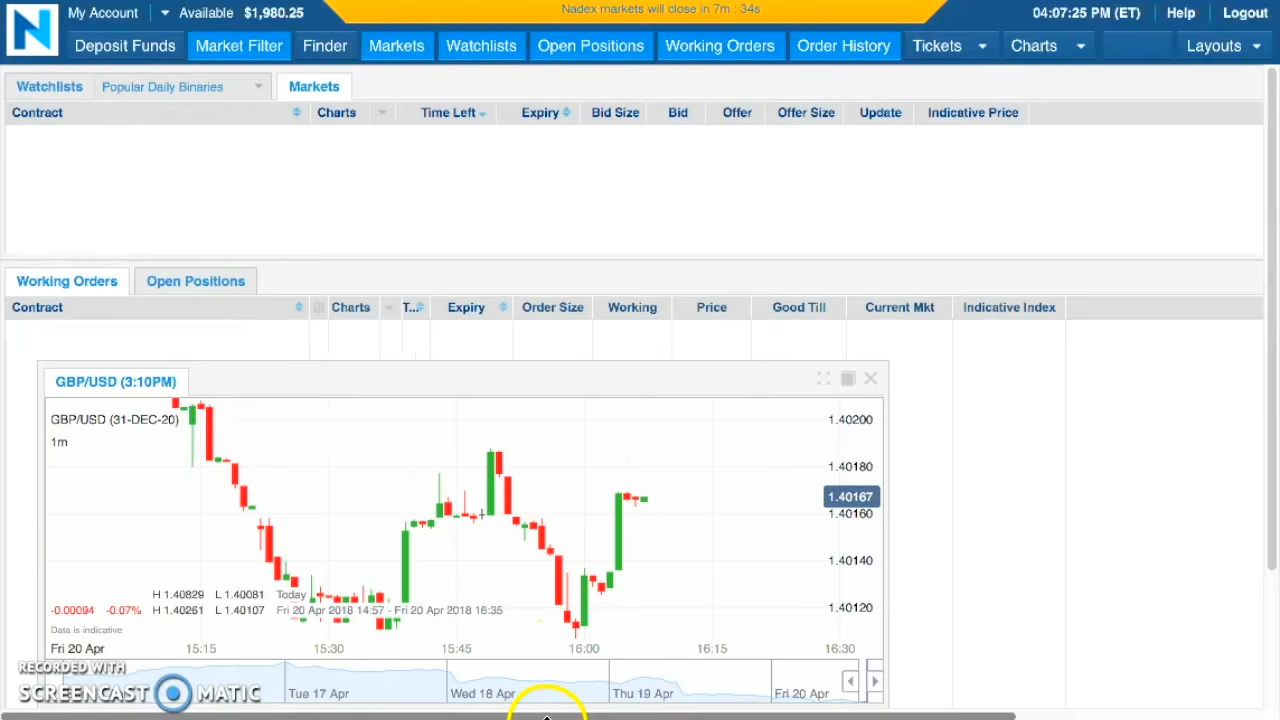 My Account Available $1,980.25 Nadex markets will close in 7m : 34s 04:07:25 PM (ET) Help Logout
N
Deposit Funds Market Filter Finder Markets Watchlists Open Positions Working Orders Order History Tickets Charts Layouts
Watchlists Popular Daily Binaries Markets
Contract Charts Time Left Expiry Bid Size Bid Offer Offer Size Update Indicative Price
Working Orders Open Positions
Contract Charts T... Expiry Order Size Working Price Good Till Current Mkt Indicative Index
GBP/USD (3:10PM)
GBP/USD (31-DEC-20) 1.40200
1m
1.40180
1.40167
1.40160
1.40140
H 1.40829 L 1.40081 Today
1.40120
-0.00094 -0.07% H 1.40261 L 1.40107 Fri 20 Apr 2018 14:57 - Fri 20 Apr 2018 16:35
Data is indicative
Fri 20 Apr 15:15 15:30 15:45 16:00 16:15 16:30
RECORDED WITH
SCREENCAST MATIC
Tue 17 Apr Wed 18 Apr Thu 19 Apr Fri 20 Apr